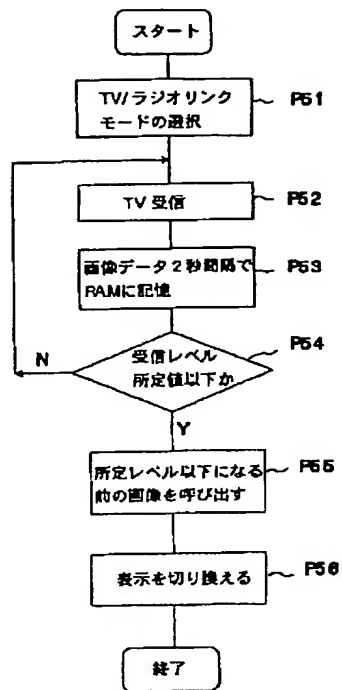 スタート
TV/ラジオリンク
モードの選択
P51
TV 受信
P52
画像データ2秒間隔で
RAMに記憶
P53
受信レベル
所定値以下か
P54
N
Y
所定レベル以下になる
前の画像を呼び出す
P55
表示を切り換える
P56
終了